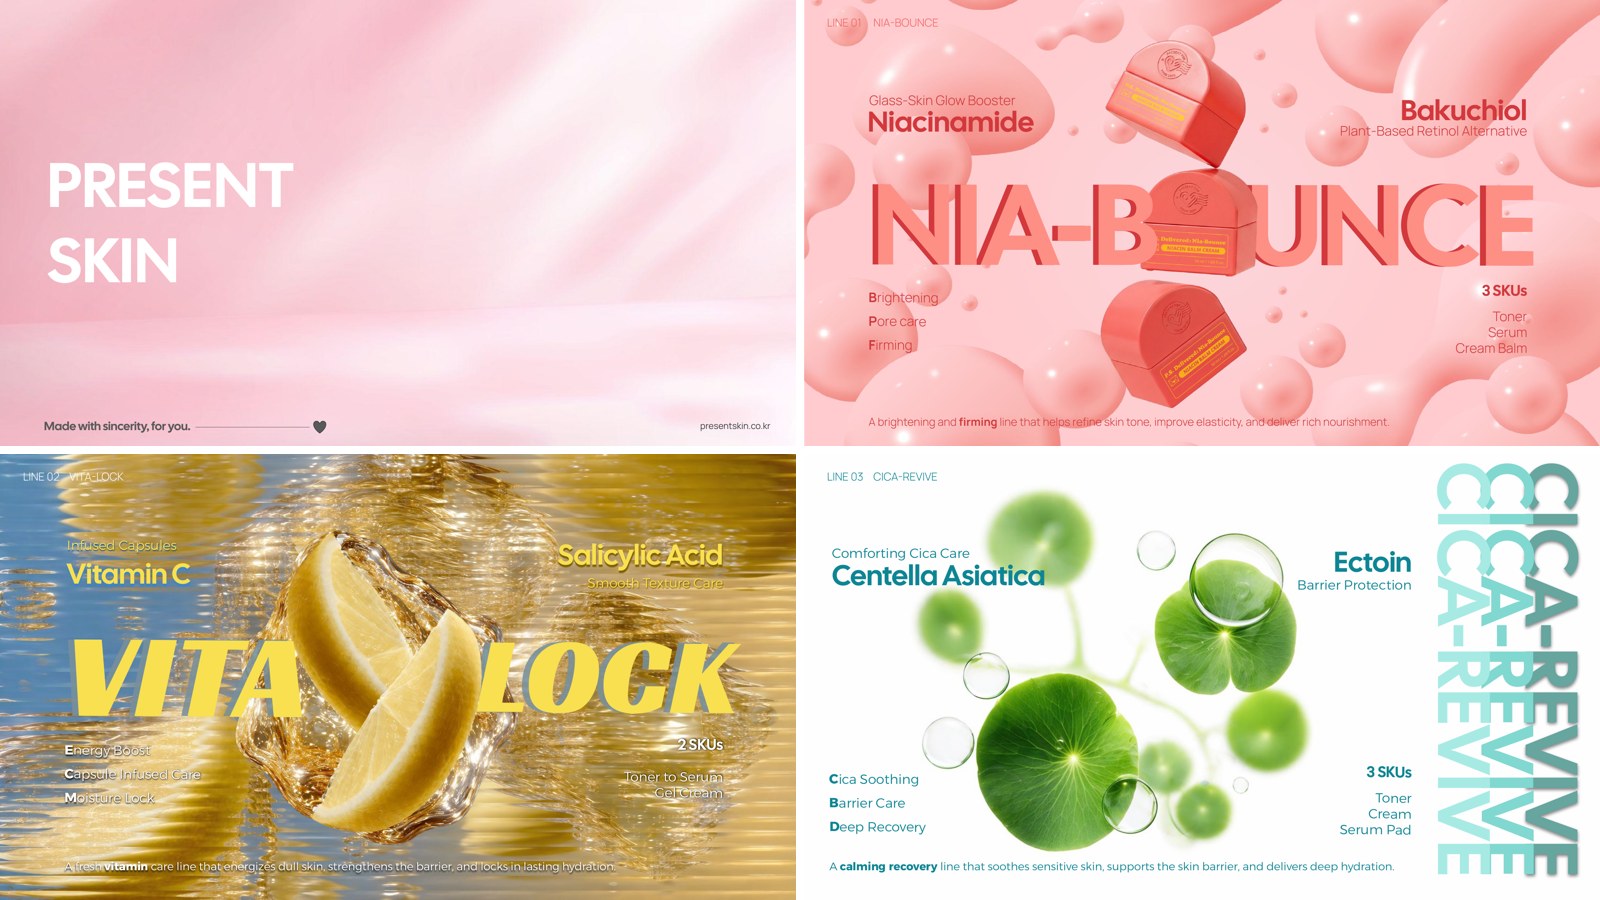 PRESENT
SKIN
Made with sincerity, for you.
presentskin.co.kr
LINE 01 NIA-BOUNCE
Glass-Skin Glow Booster
Niacinamide
Bakuchiol
Plant-Based Retinol Alternative
NIA-B UNCE
Brightening
Pore care
Firming
3 SKUs
Toner
Serum
Cream Balm
A brightening and firming line that helps refine skin tone, improve elasticity, and deliver rich nourishment.
LINE 02 VITA-LOCK
Infused Capsules
Vitamin C
Salicylic Acid
Smooth Texture Care
VITA LOCK
Energy Boost
Capsule Infused Care
Moisture Lock
2 SKUs
Toner to Serum
Gel Cream
A fresh vitamin care line that energizes dull skin, strengthens the barrier, and locks in lasting hydration.
LINE 03 CICA-REVIVE
Comforting Cica Care
Centella Asiatica
Ectoin
Barrier Protection
Cica Soothing
Barrier Care
Deep Recovery
3 SKUs
Toner
Cream
Serum Pad
A calming recovery line that soothes sensitive skin, supports the skin barrier, and delivers deep hydration.
CICA-REVIVE
CICA-REVIVE
CICA-REVIVE